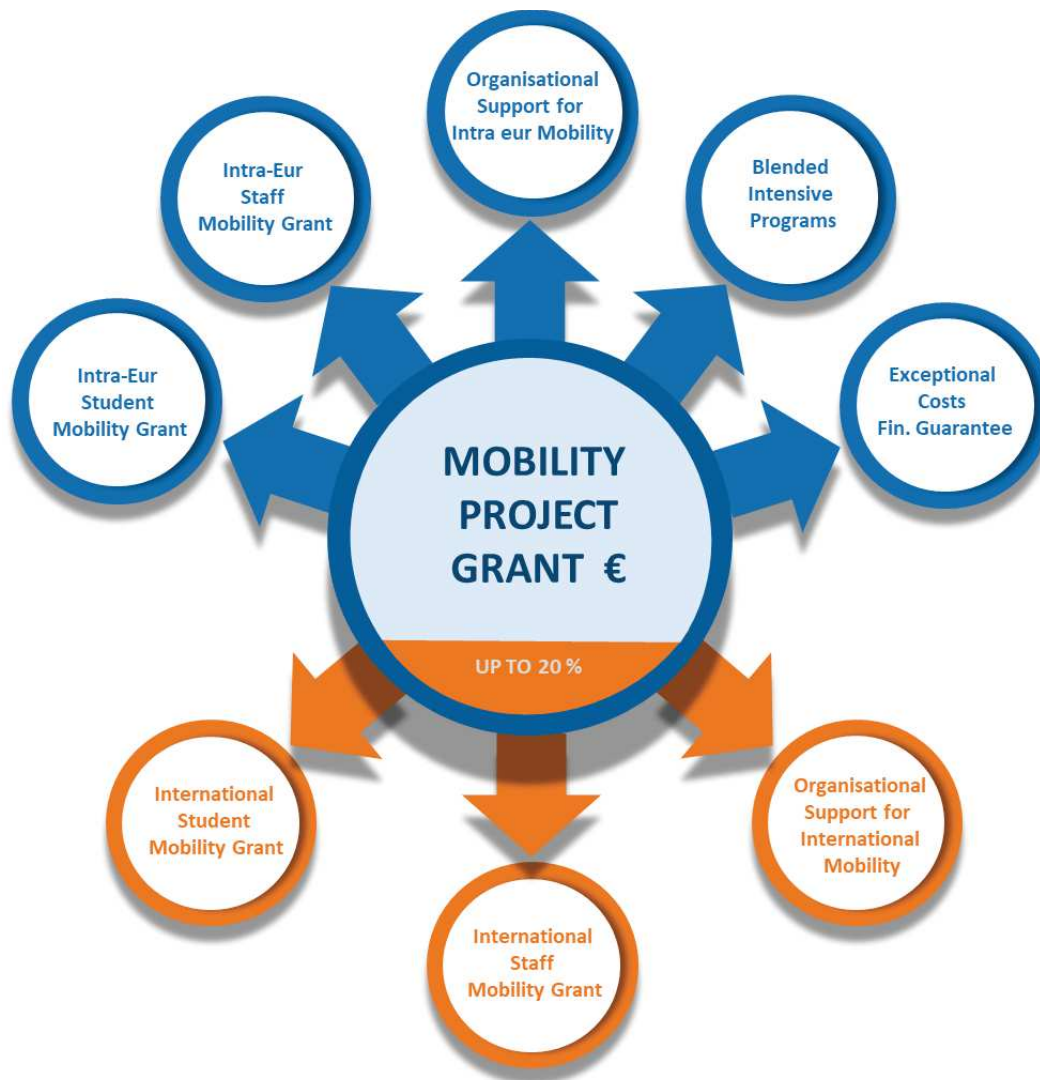 Organisational
Support for
Intra eur Mobility
Intra-Eur
Staff
Mobility Grant
Blended
Intensive
Programs
Intra-Eur
Student
Mobility Grant
Exceptional
Costs
Fin. Guarantee
MOBILITY
PROJECT
GRANT €
UP TO 20 %
International
Student
Mobility Grant
International
Staff
Mobility Grant
Organisational
Support for
International
Mobility